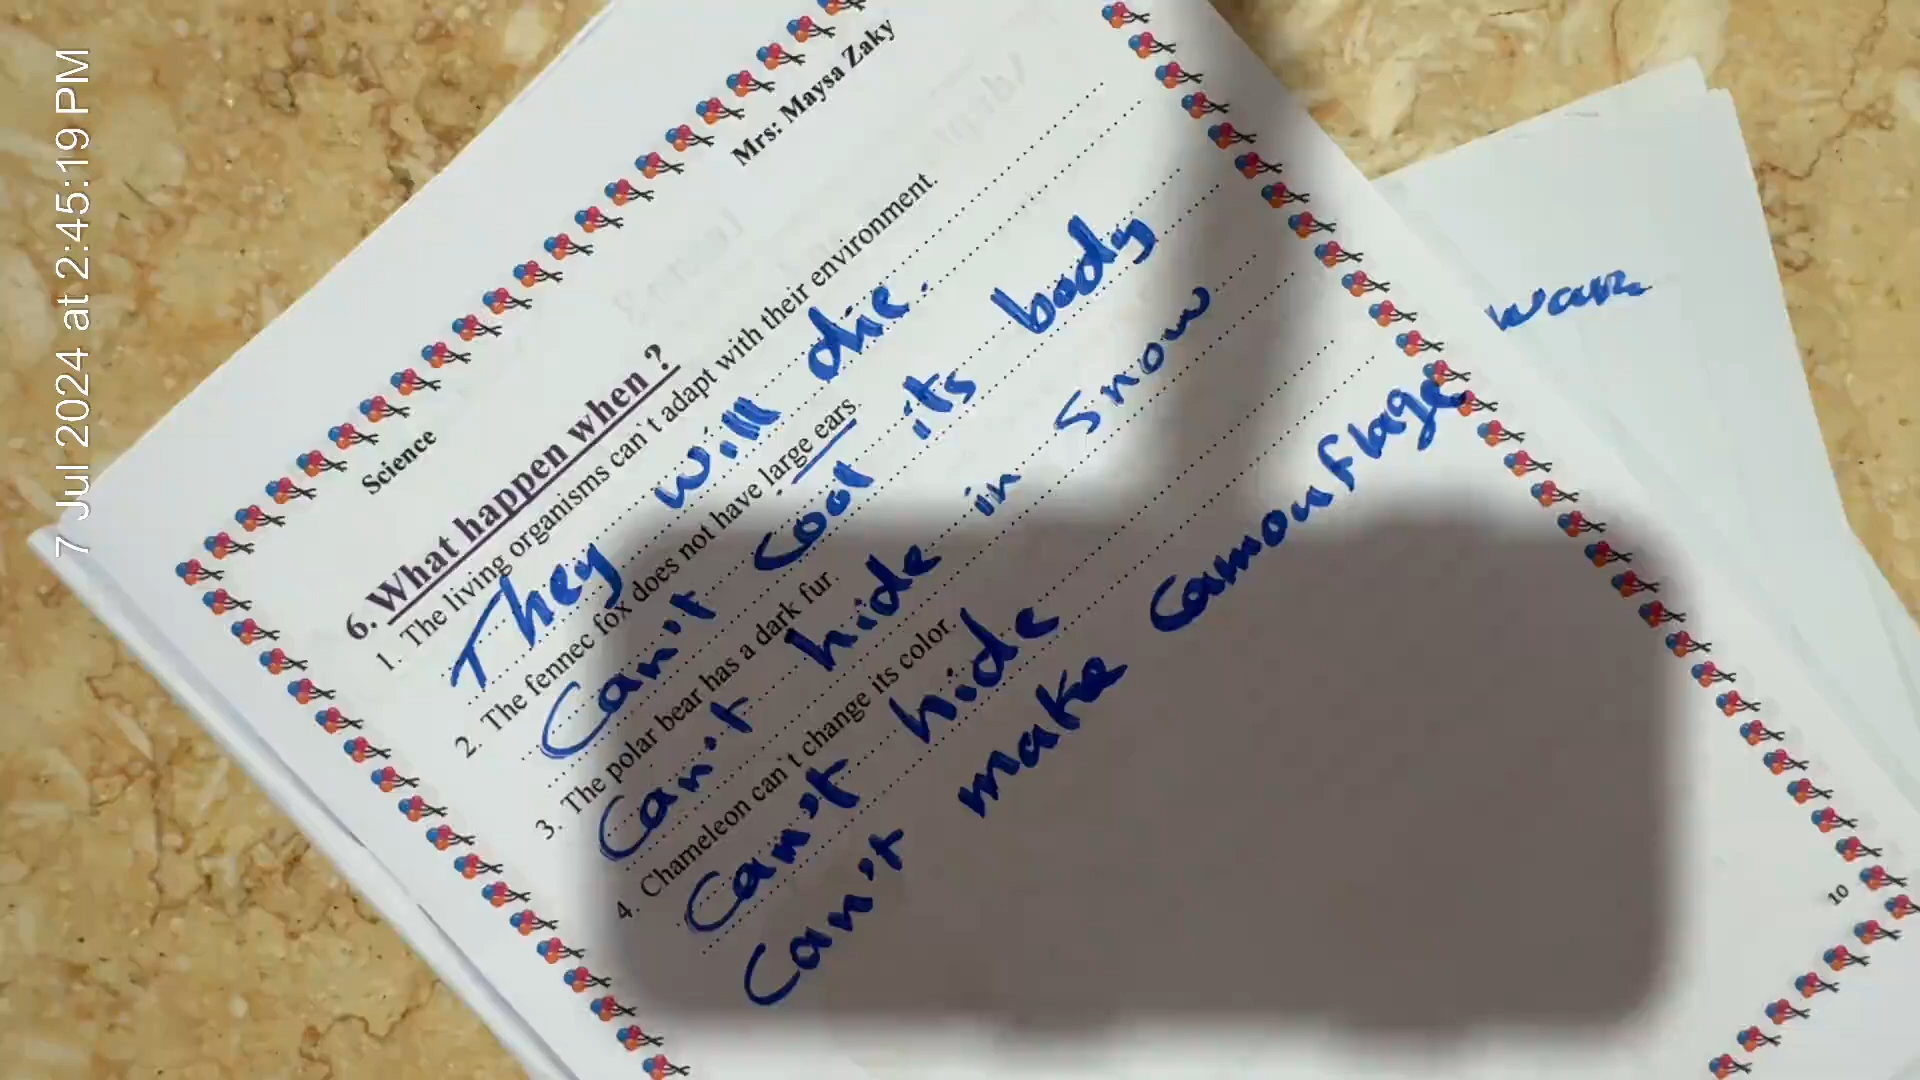 7 Jul 2024 at 2:45:19 PM
Science
Mrs: Maysa Zaky
6. What happen when ?
1. The living organisms can`t adapt with their environment.
They will die.
2. The fennec fox does not have large ears.
Can't cool its body
3. The polar bear has a dark fur.
Can't hide in snow
4. Chameleon can`t change its color
Can't hide
Can't make camouflage
10